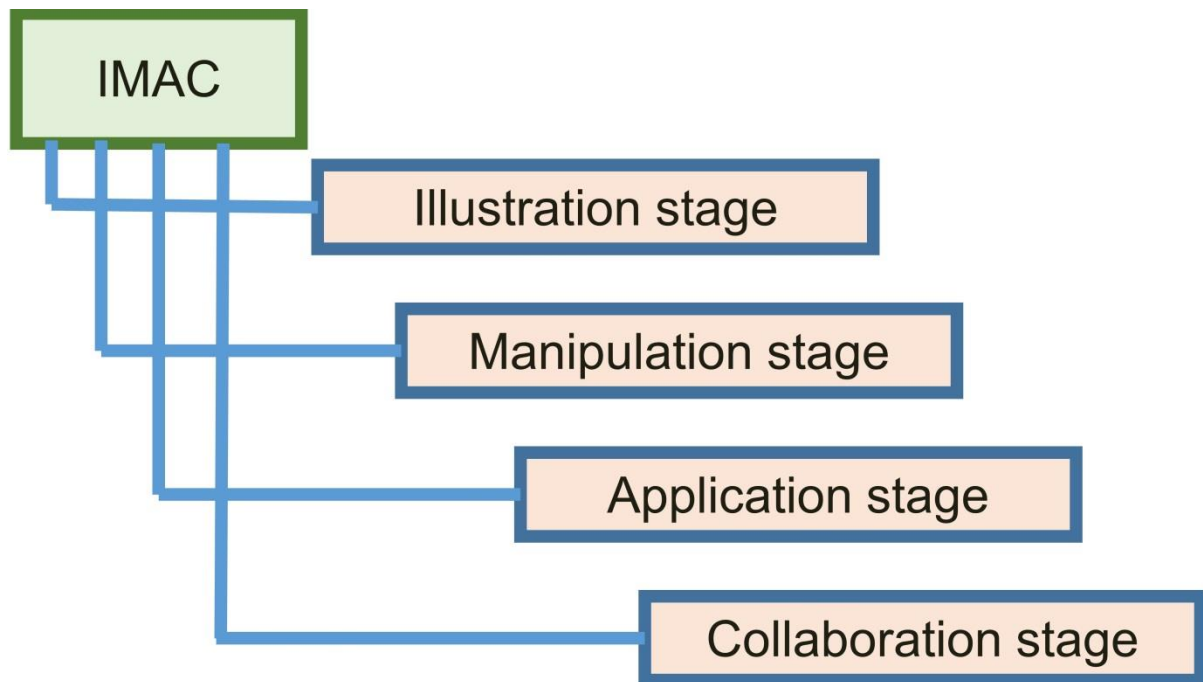 IMAC
Illustration stage
Manipulation stage
Application stage
Collaboration stage